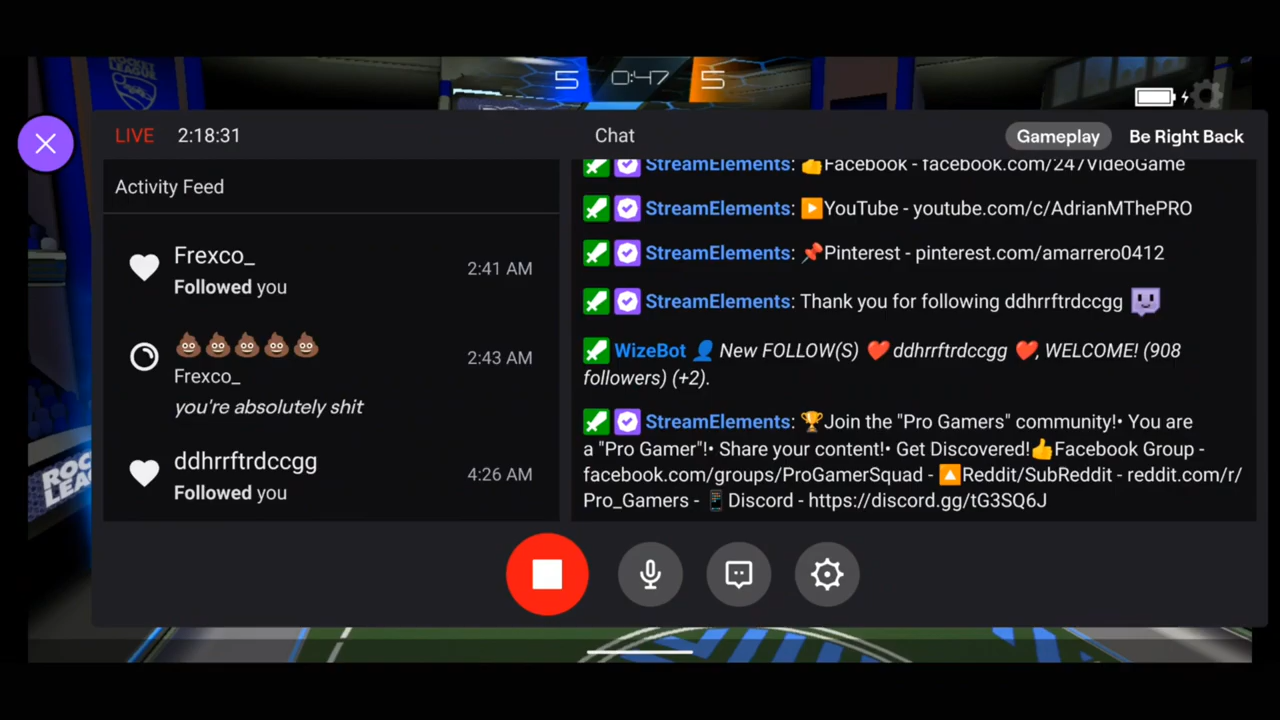 ROCKET
LEAGUE
5 0:47 5
LIVE 2:18:31
Chat
Gameplay
Be Right Back
Activity Feed
Frexco_
Followed you
2:41 AM
💩💩💩💩💩
Frexco_
you're absolutely shit
2:43 AM
ddhrrftrdccgg
Followed you
4:26 AM
StreamElements: 👍Facebook - facebook.com/247VideoGame
StreamElements: ▶️YouTube - youtube.com/c/AdrianMThePRO
StreamElements: 📌Pinterest - pinterest.com/amarrero0412
StreamElements: Thank you for following ddhrrftrdccgg
WizeBot 👤 New FOLLOW(S) ❤️ ddhrrftrdccgg ❤️, WELCOME! (908
followers) (+2).
StreamElements: 🏆Join the "Pro Gamers" community!• You are
a "Pro Gamer"!• Share your content!• Get Discovered!👍Facebook Group -
facebook.com/groups/ProGamerSquad - 🔼Reddit/SubReddit - reddit.com/r/
Pro_Gamers - 📱Discord - https://discord.gg/tG3SQ6J